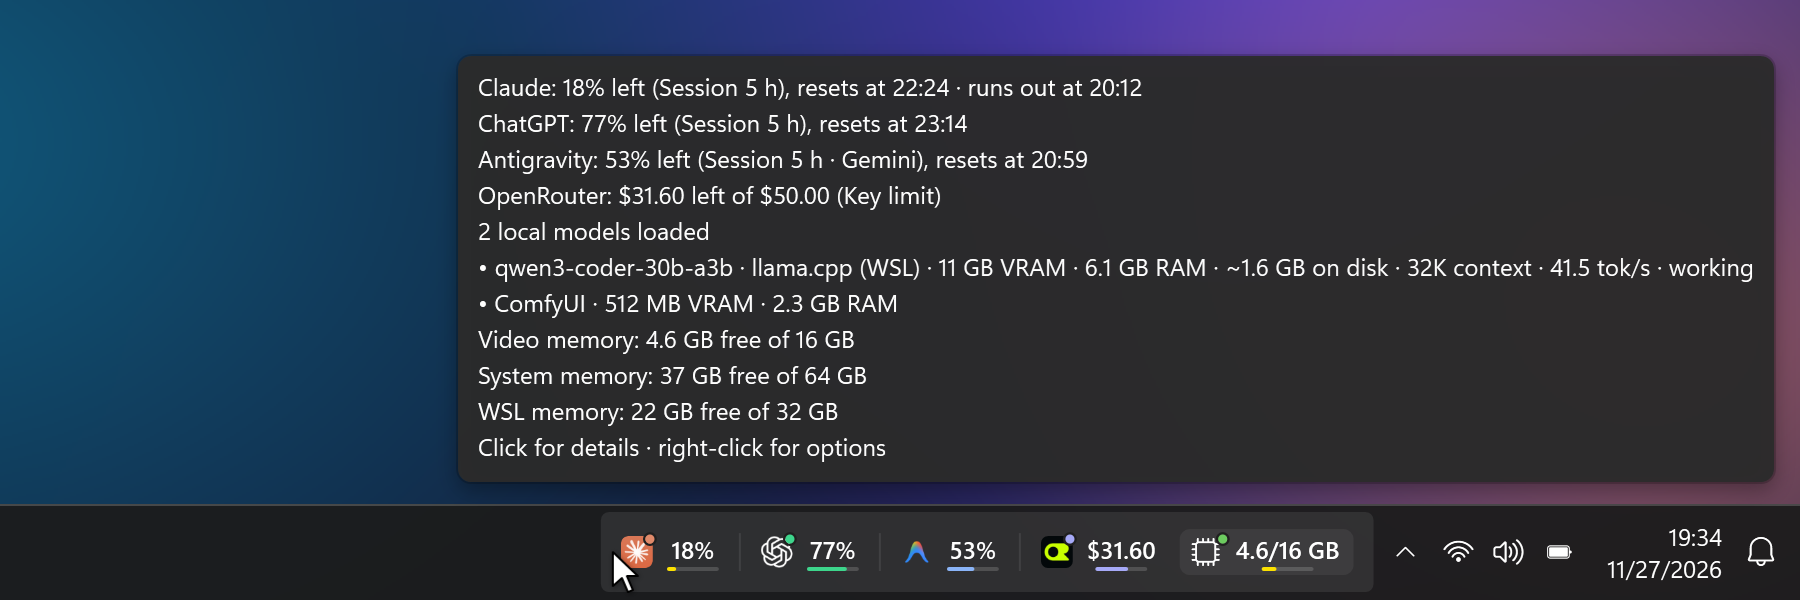 Claude: 18% left (Session 5 h), resets at 22:24 · runs out at 20:12
ChatGPT: 77% left (Session 5 h), resets at 23:14
Antigravity: 53% left (Session 5 h · Gemini), resets at 20:59
OpenRouter: $31.60 left of $50.00 (Key limit)
2 local models loaded
• qwen3-coder-30b-a3b · llama.cpp (WSL) · 11 GB VRAM · 6.1 GB RAM · ~1.6 GB on disk · 32K context · 41.5 tok/s · working
• ComfyUI · 512 MB VRAM · 2.3 GB RAM
Video memory: 4.6 GB free of 16 GB
System memory: 37 GB free of 64 GB
WSL memory: 22 GB free of 32 GB
Click for details · right-click for options
18% 77% 53% $31.60 4.6/16 GB 19:34
11/27/2026